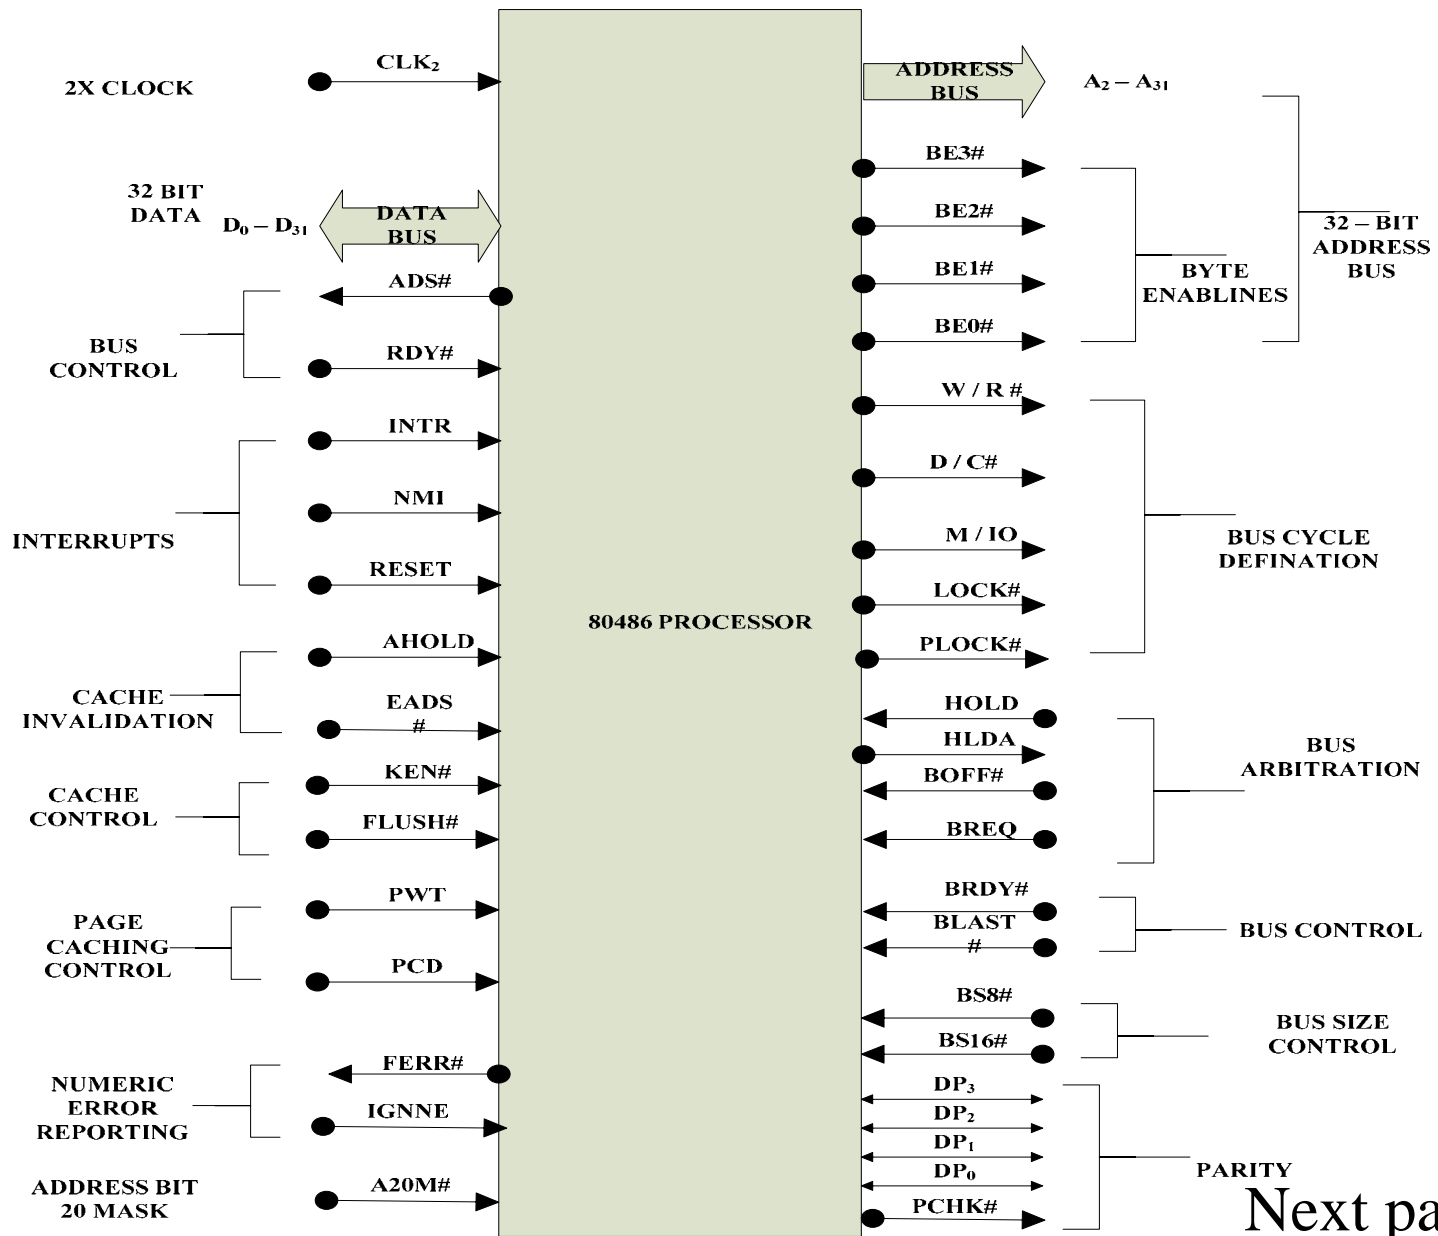 CLK₂
2X CLOCK
ADDRESS
BUS
A₂ – A₃₁
BE3#
32 BIT
DATA
D₀ – D₃₁
DATA
BUS
BE2#
32 – BIT
ADDRESS
BUS
ADS#
BE1#
BYTE
ENABLINES
BUS
CONTROL
RDY#
BE0#
W / R #
INTR
D / C#
NMI
INTERRUPTS
M / IO
BUS CYCLE
DEFINATION
RESET
LOCK#
80486 PROCESSOR
AHOLD
PLOCK#
CACHE
INVALIDATION
EADS
#
HOLD
HLDA
BUS
ARBITRATION
KEN#
BOFF#
CACHE
CONTROL
FLUSH#
BREQ
PWT
BRDY#
PAGE
CACHING
CONTROL
BLAST
#
BUS CONTROL
PCD
BS8#
BUS SIZE
CONTROL
BS16#
FERR#
NUMERIC
ERROR
REPORTING
DP₃
IGNNE
DP₂
DP₁
DP₀
PARITY
ADDRESS BIT
20 MASK
A20M#
PCHK#
Next pa